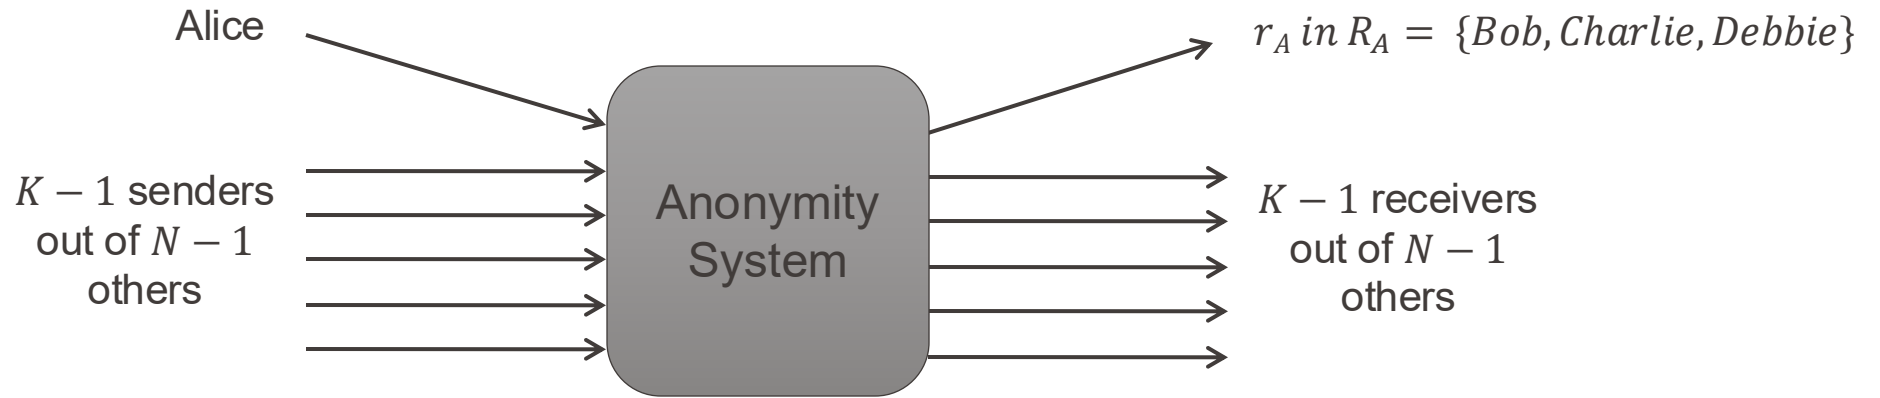 Alice
r_A in R_A = {Bob, Charlie, Debbie}
K − 1 senders
out of N − 1
others
Anonymity
System
K − 1 receivers
out of N − 1
others